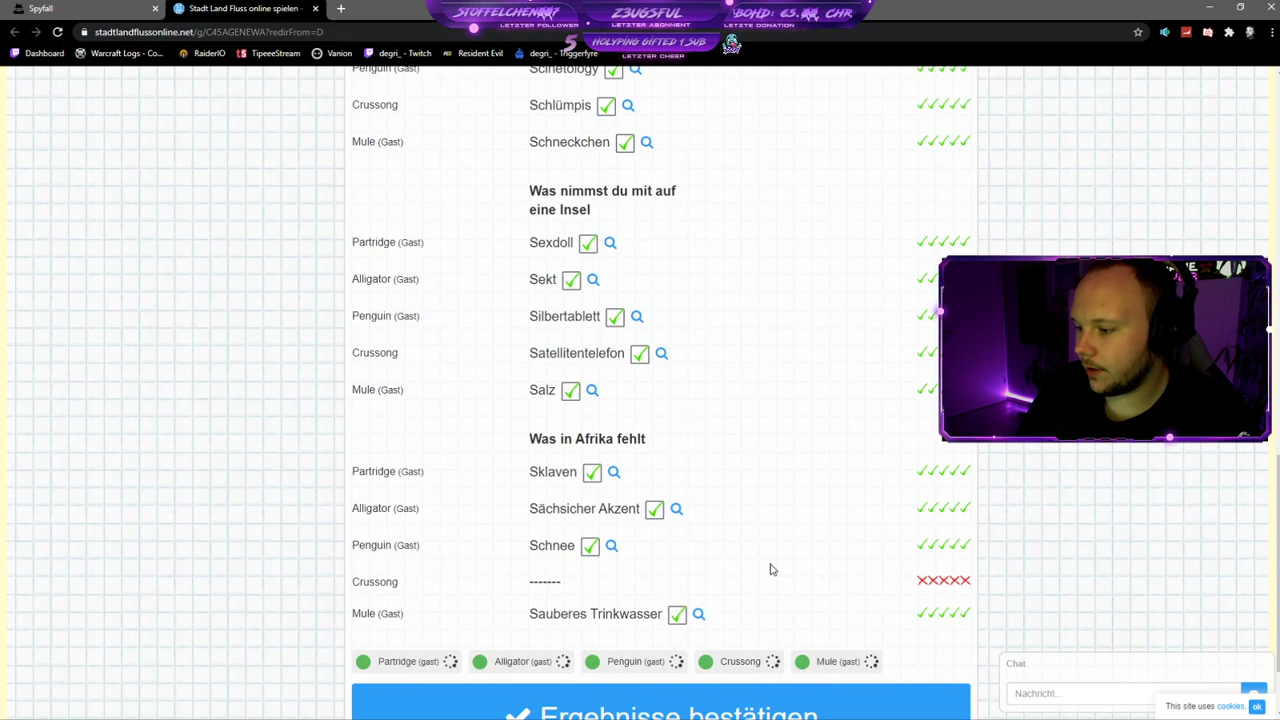 Spyfall
Stadt Land Fluss online spielen -
STOFFELCHEN007
LETZTER FOLLOWER
Z3UGSFUL
LETZTER ABONNENT
LETZTE DONATION
5
HOLYPING GIFTED 1 SUB
LETZTER CHEER
stadtlandflussonline.net/g/C45AGENEWA?redirFrom=D
Dashboard
Warcraft Logs - Co...
RaiderIO
TipeeeStream
Vanion
degri_ - Twitch
Resident Evil
degri_ - Triggerfyre
Penguin (Gast)
Scinetology
Crussong
Schlümpis
Mule (Gast)
Schneckchen
Was nimmst du mit auf
eine Insel
Partridge (Gast)
Sexdoll
Alligator (Gast)
Sekt
Penguin (Gast)
Silbertablett
Crussong
Satellitentelefon
Mule (Gast)
Salz
Was in Afrika fehlt
Partridge (Gast)
Sklaven
Alligator (Gast)
Sächsicher Akzent
Penguin (Gast)
Schnee
Crussong
-------
Mule (Gast)
Sauberes Trinkwasser
Partridge (gast)
Alligator (gast)
Penguin (gast)
Crussong
Mule (gast)
Ergebnisse bestätigen
Chat
Nachricht...
This site uses cookies.
ok